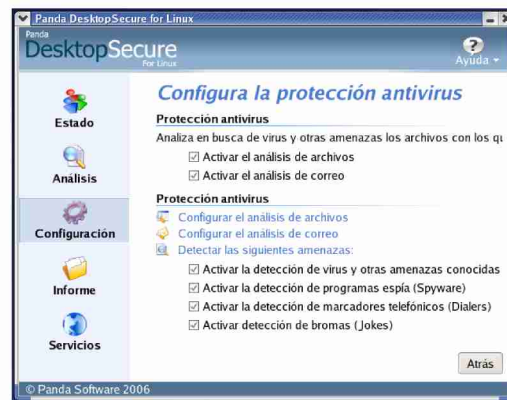 Panda DesktopSecure for Linux
Panda
DesktopSecure
For Linux
Ayuda
Estado
Análisis
Configuración
Informe
Servicios
Configura la protección antivirus
Protección antivirus
Analiza en busca de virus y otras amenazas los archivos con los qu
Activar el análisis de archivos
Activar el análisis de correo
Protección antivirus
Configurar el análisis de archivos
Configurar el análisis de correo
Detectar las siguientes amenazas:
Activar la detección de virus y otras amenazas conocidas
Activar la detección de programas espía (Spyware)
Activar la detección de marcadores telefónicos (Dialers)
Activar detección de bromas (Jokes)
Atrás
© Panda Software 2006